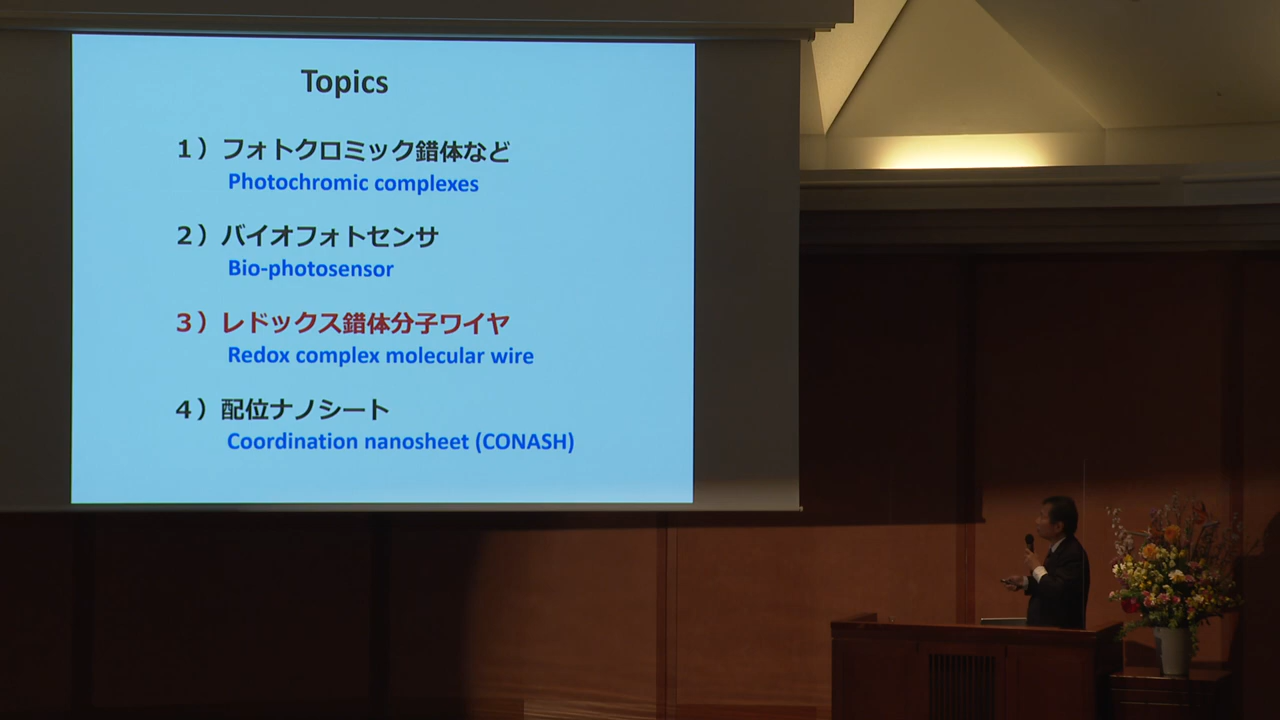 Topics
１）フォトクロミック錯体など
Photochromic complexes
２）バイオフォトセンサ
Bio-photosensor
３）レドックス錯体分子ワイヤ
Redox complex molecular wire
４）配位ナノシート
Coordination nanosheet (CONASH)